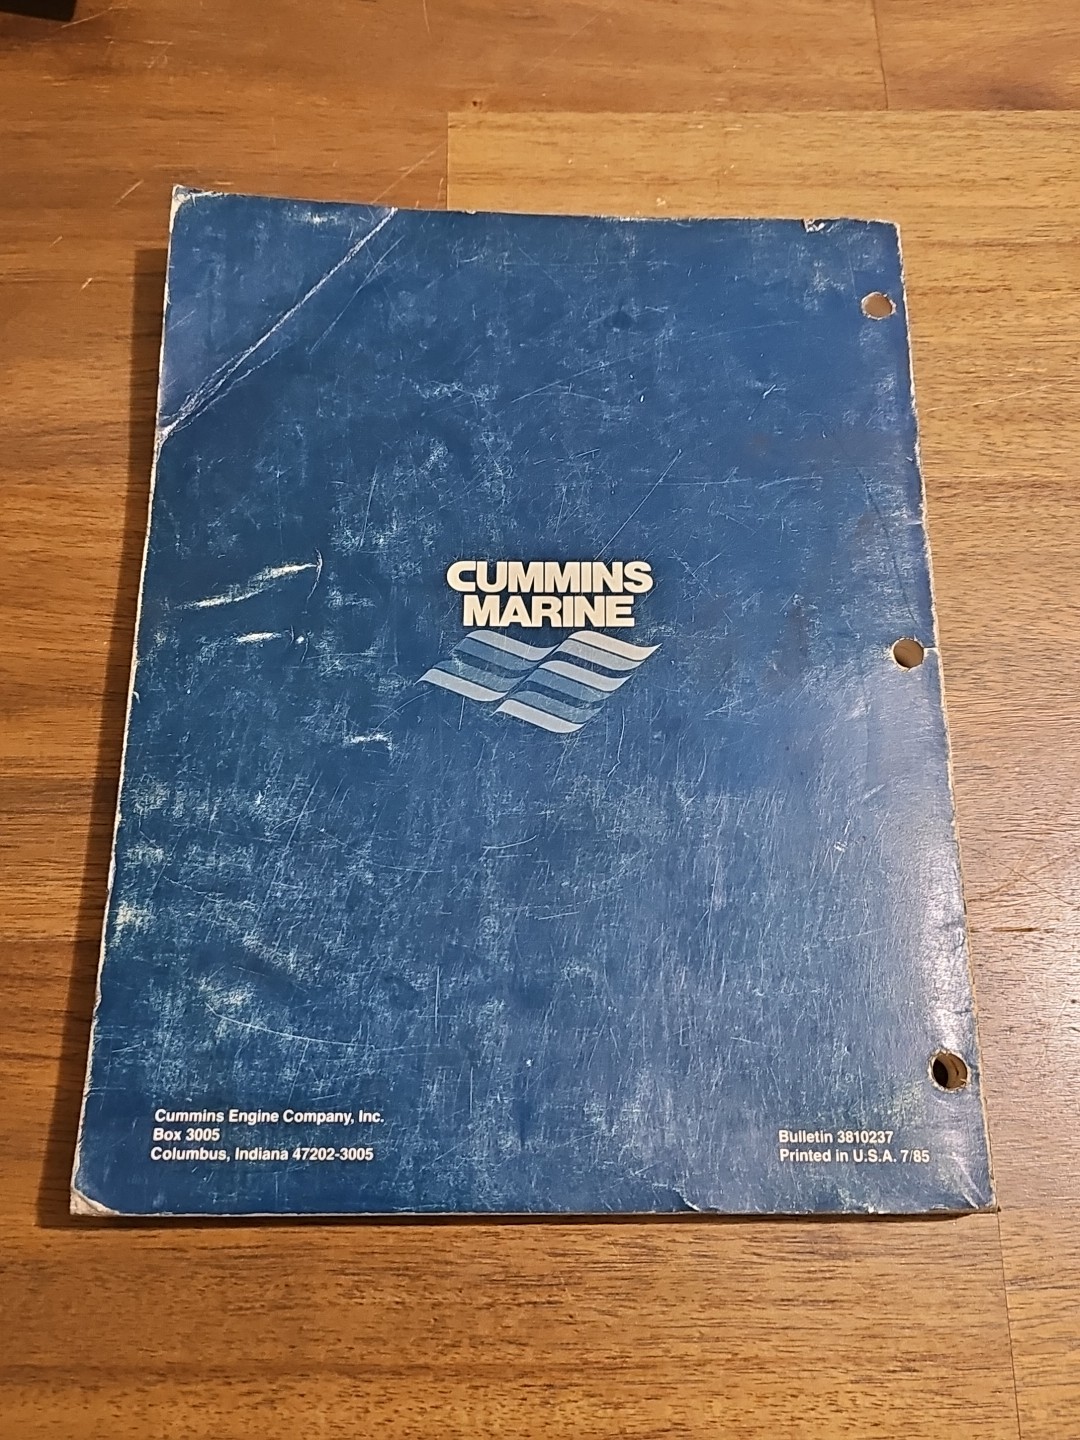 CUMMINS
MARINE
Cummins Engine Company, Inc.
Box 3005
Columbus, Indiana 47202-3005
Bulletin 3810237
Printed in U.S.A. 7/85